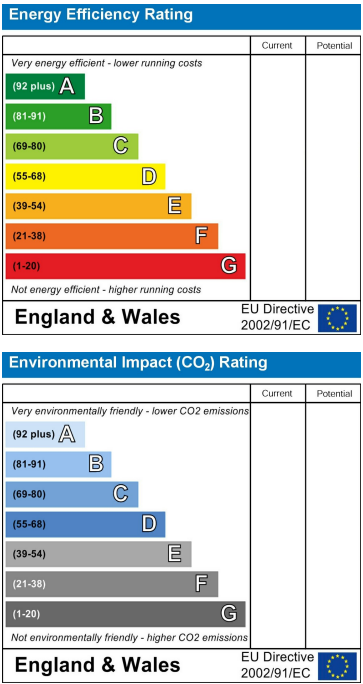 Energy Efficiency Rating
Current Potential
Very energy efficient - lower running costs
(92 plus) A
(81-91) B
(69-80) C
(55-68) D
(39-54) E
(21-38) F
(1-20) G
Not energy efficient - higher running costs
England & Wales
EU Directive
2002/91/EC
Environmental Impact (CO₂) Rating
Current Potential
Very environmentally friendly - lower CO2 emissions
(92 plus) A
(81-91) B
(69-80) C
(55-68) D
(39-54) E
(21-38) F
(1-20) G
Not environmentally friendly - higher CO2 emissions
England & Wales
EU Directive
2002/91/EC